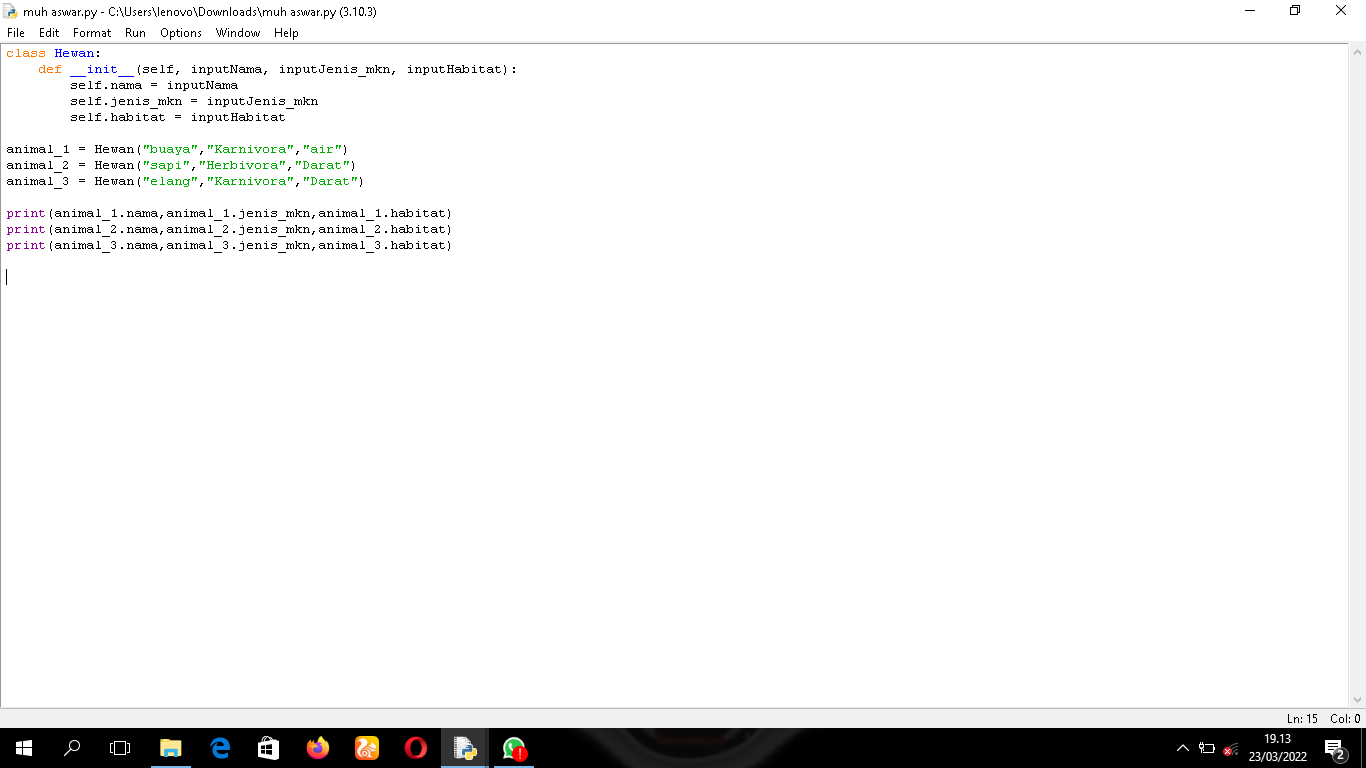 muh aswar.py - C:\Users\lenovo\Downloads\muh aswar.py (3.10.3)
File Edit Format Run Options Window Help
class Hewan:
    def __init__(self, inputNama, inputJenis_mkn, inputHabitat):
        self.nama = inputNama
        self.jenis_mkn = inputJenis_mkn
        self.habitat = inputHabitat

animal_1 = Hewan("buaya","Karnivora","air")
animal_2 = Hewan("sapi","Herbivora","Darat")
animal_3 = Hewan("elang","Karnivora","Darat")

print(animal_1.nama,animal_1.jenis_mkn,animal_1.habitat)
print(animal_2.nama,animal_2.jenis_mkn,animal_2.habitat)
print(animal_3.nama,animal_3.jenis_mkn,animal_3.habitat)
Ln: 15 Col: 0
19.13
23/03/2022
2